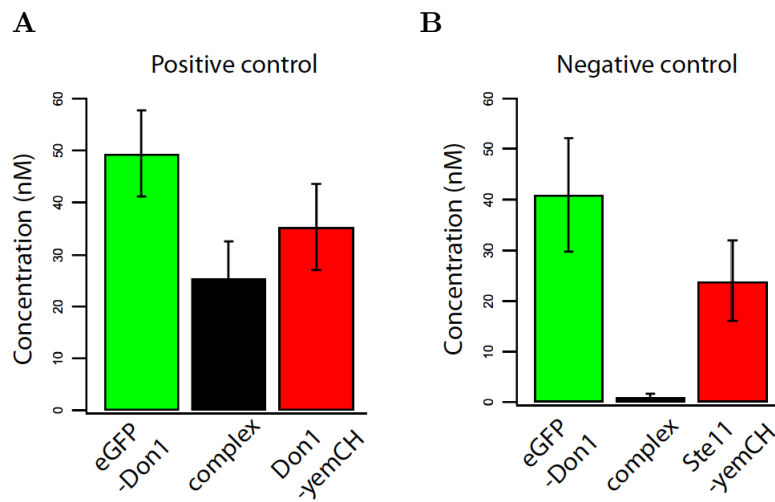 A
Positive control
Concentration (nM)
60
50
40
30
20
10
0
eGFP
-Don1
complex
Don1
-yemCH
B
Negative control
Concentration (nM)
60
50
40
30
20
10
0
eGFP
-Don1
complex
Ste11
-yemCH